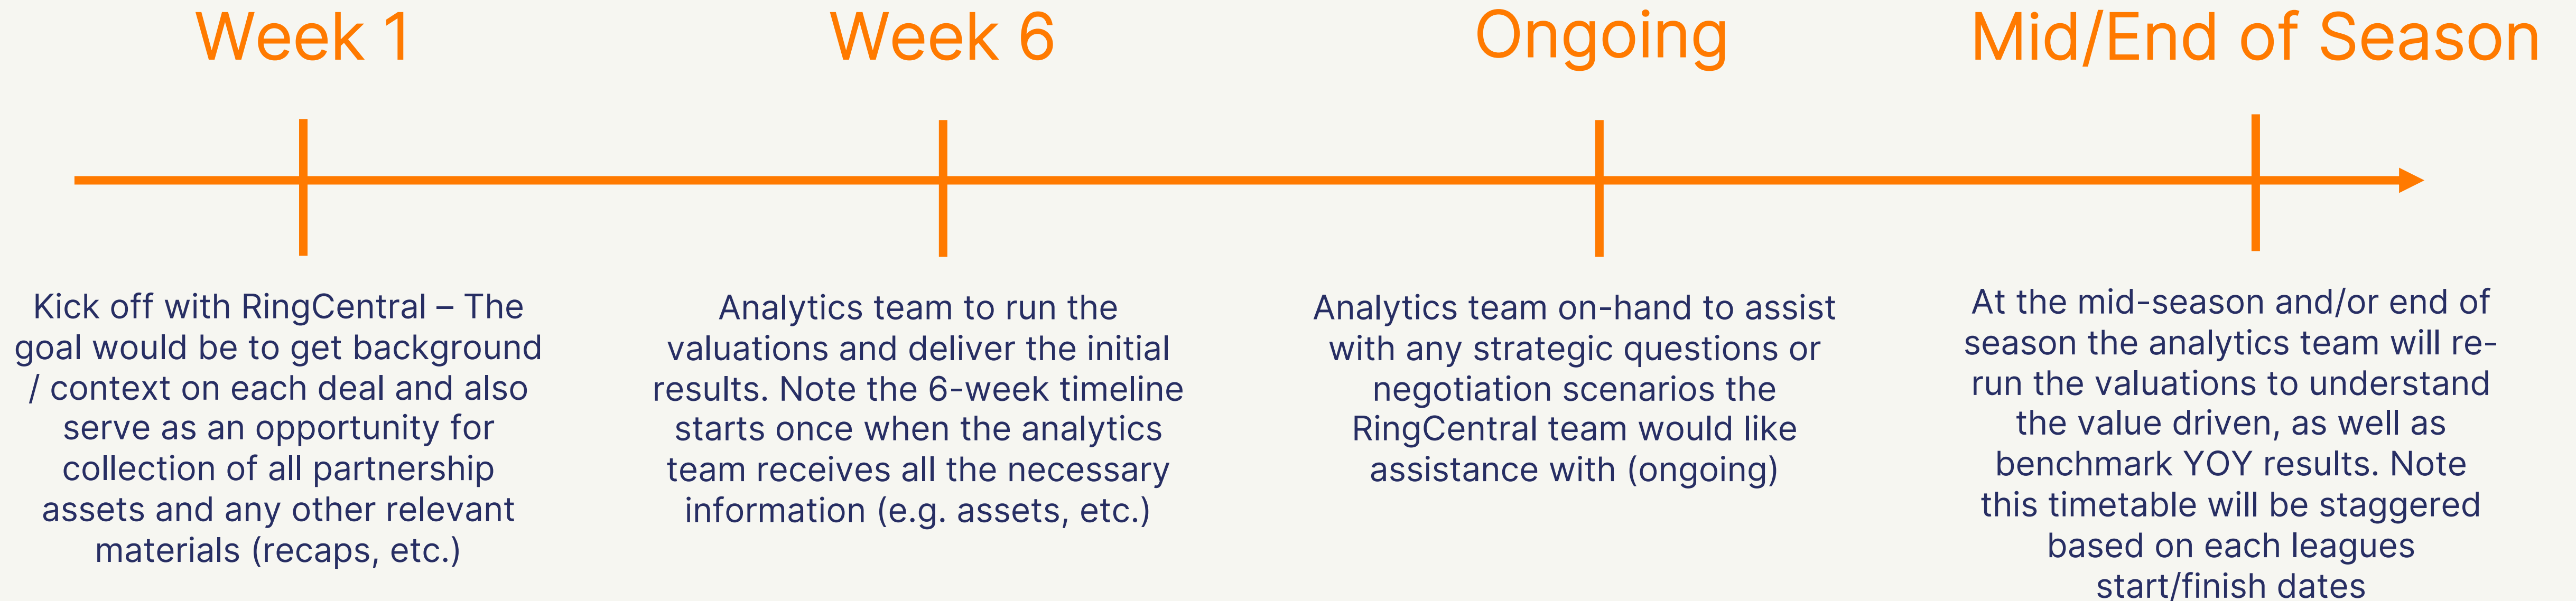 Week 1
Kick off with RingCentral – The
goal would be to get background
/ context on each deal and also
serve as an opportunity for
collection of all partnership
assets and any other relevant
materials (recaps, etc.)
Week 6
Analytics team to run the
valuations and deliver the initial
results. Note the 6-week timeline
starts once when the analytics
team receives all the necessary
information (e.g. assets, etc.)
Ongoing
Analytics team on-hand to assist
with any strategic questions or
negotiation scenarios the
RingCentral team would like
assistance with (ongoing)
Mid/End of Season
At the mid-season and/or end of
season the analytics team will re-
run the valuations to understand
the value driven, as well as
benchmark YOY results. Note
this timetable will be staggered
based on each leagues
start/finish dates